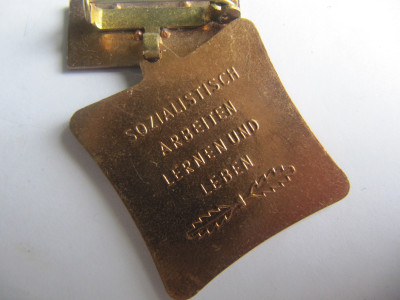 SOZIALISTISCH
ARBEITEN
LERNEN UND
LEBEN